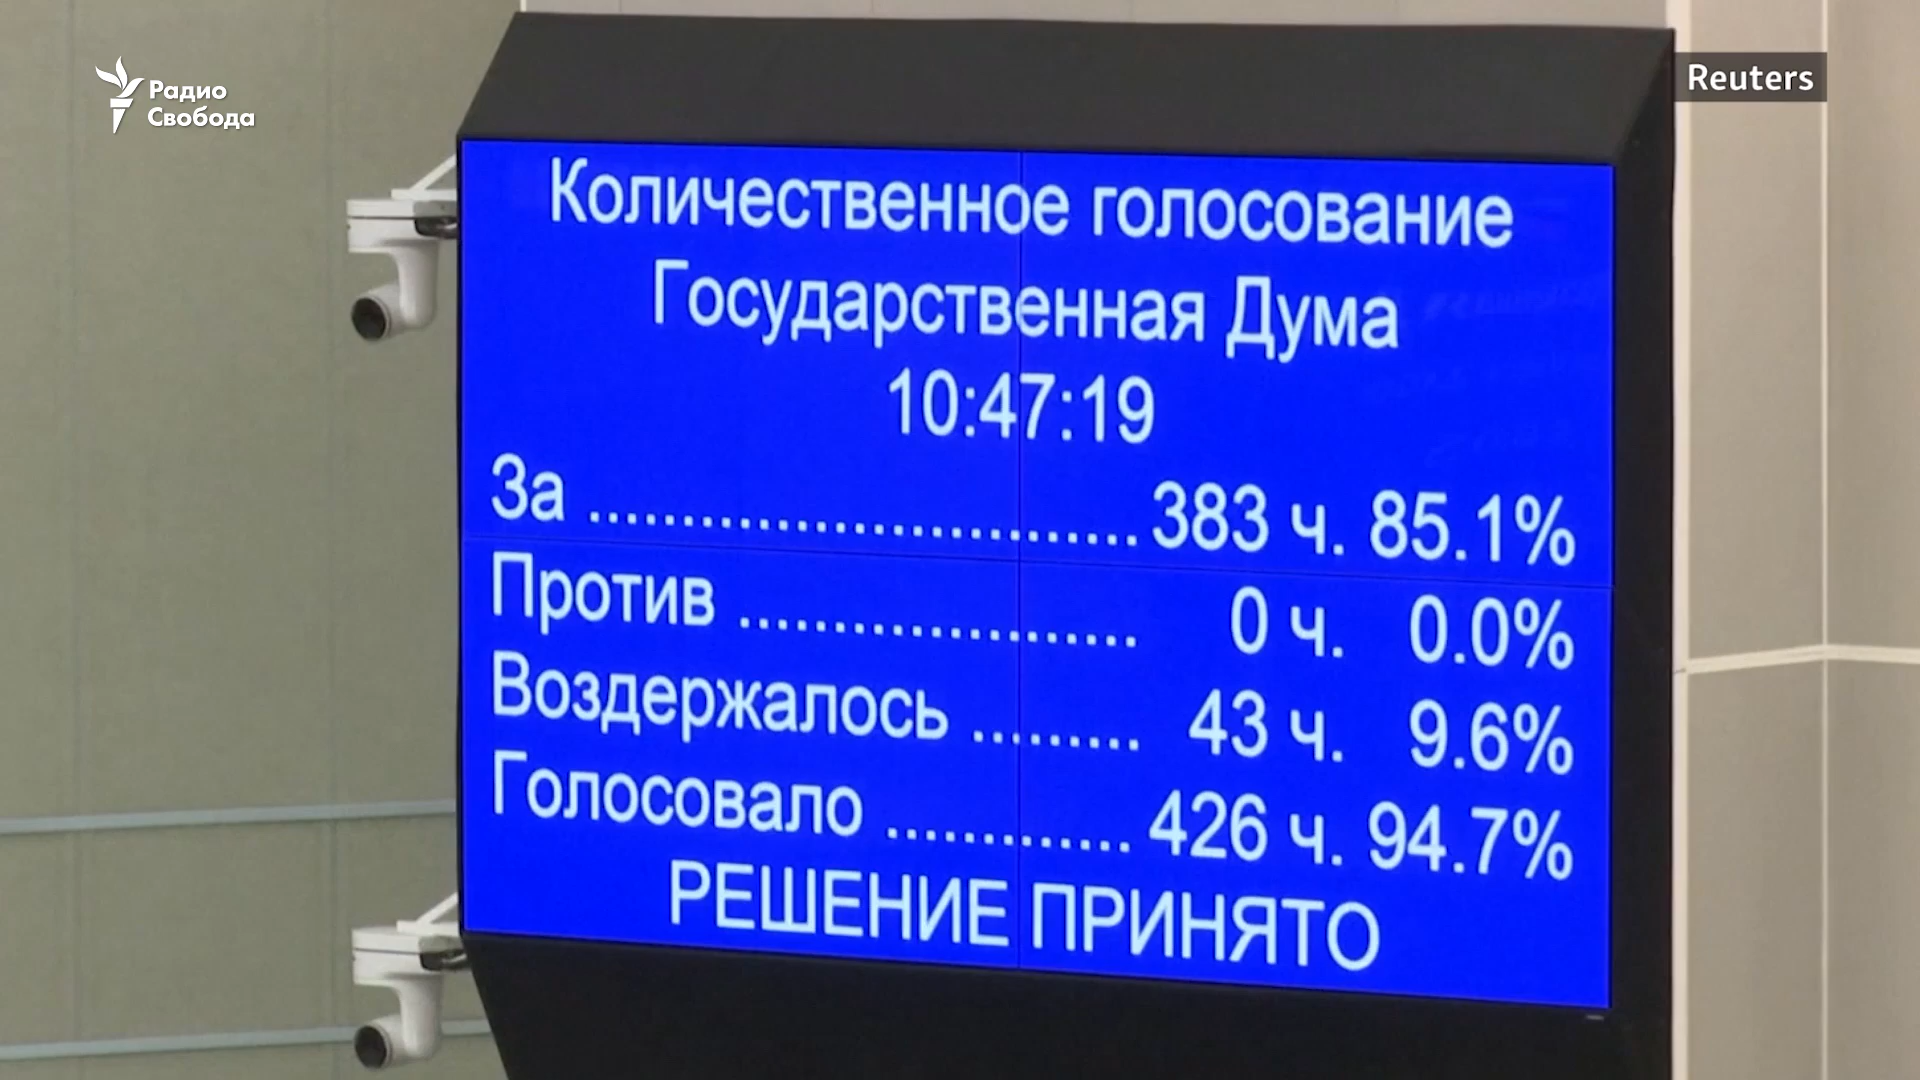 Радио
Свобода
Reuters
Количественное голосование
Государственная Дума
10:47:19
За ............................. 383 ч. 85.1%
Против ..................... 0 ч. 0.0%
Воздержалось ......... 43 ч. 9.6%
Голосовало ............. 426 ч. 94.7%
РЕШЕНИЕ ПРИНЯТО